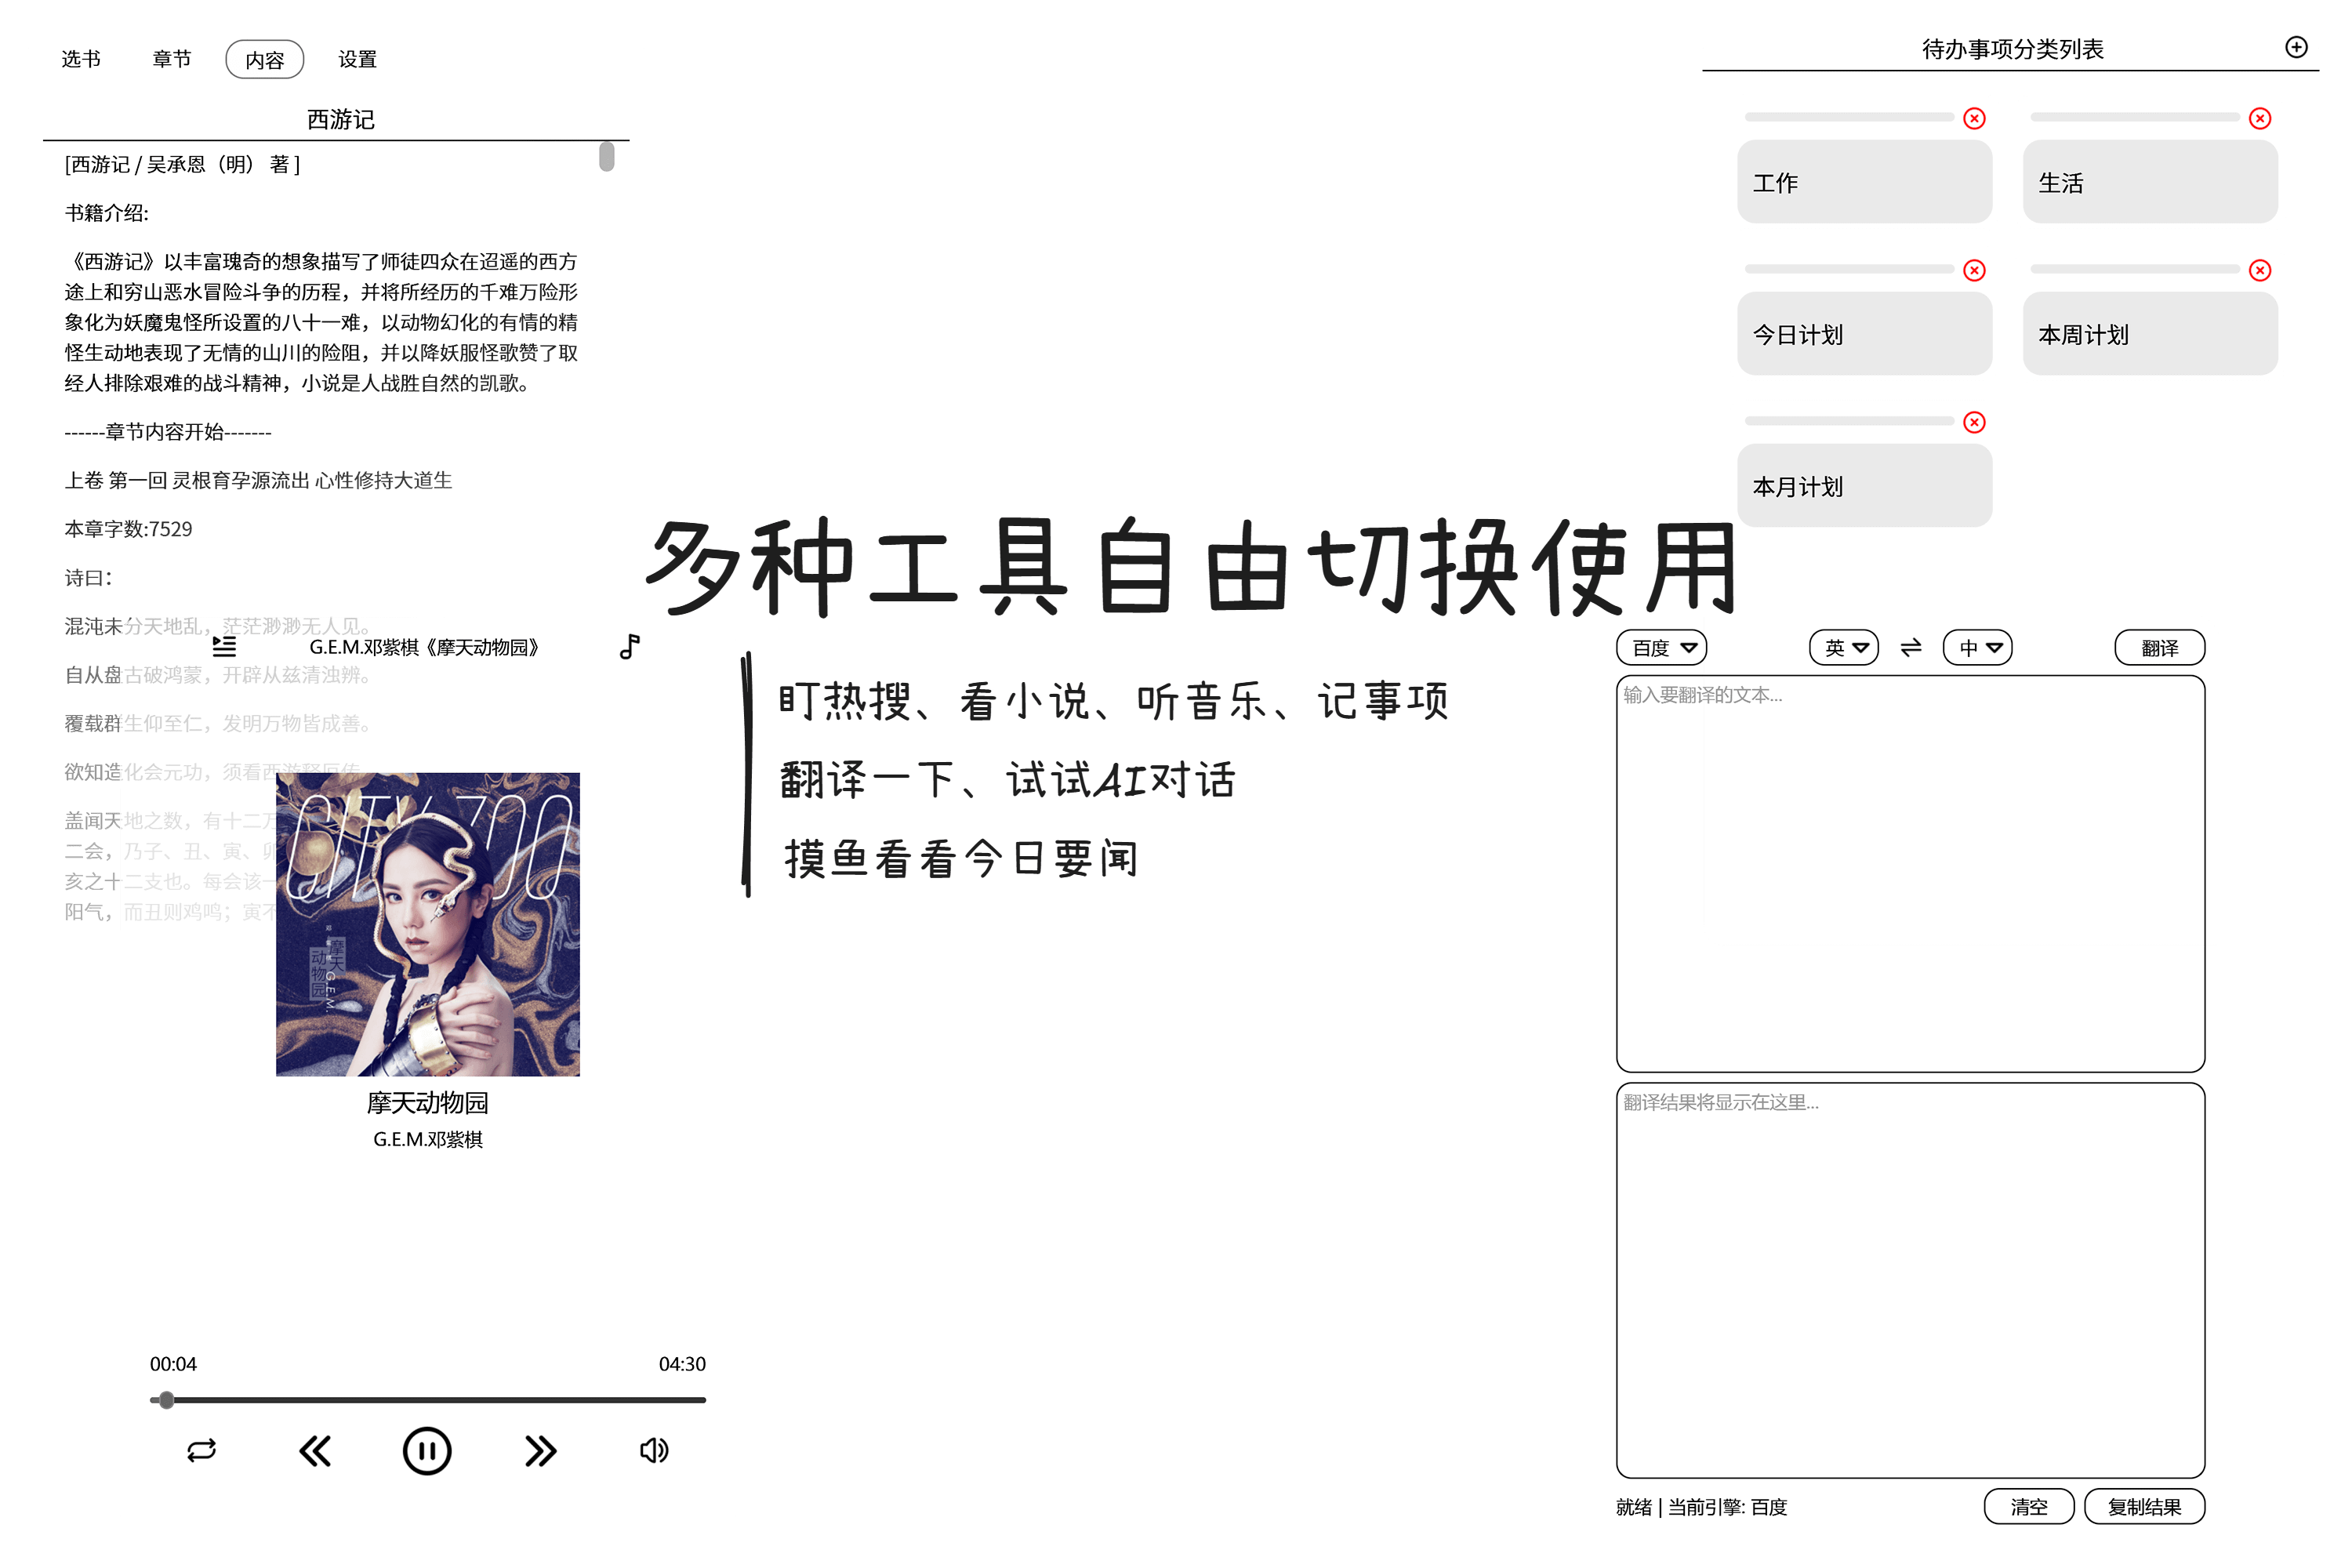 选书 章节 内容 设置
西游记
[西游记 / 吴承恩（明） 著 ]
书籍介绍:
《西游记》以丰富瑰奇的想象描写了师徒四众在迢遥的西方
途上和穷山恶水冒险斗争的历程，并将所经历的千难万险形
象化为妖魔鬼怪所设置的八十一难，以动物幻化的有情的精
怪生动地表现了无情的山川的险阻，并以降妖服怪歌赞了取
经人排除艰难的战斗精神，小说是人战胜自然的凯歌。
------章节内容开始-------
上卷 第一回 灵根育孕源流出 心性修持大道生
本章字数:7529
诗曰：
混沌未分天地乱，茫茫渺渺无人见。
自从盘古破鸿蒙，开辟从兹清浊辨。
覆载群生仰至仁，发明万物皆成善。
欲知造化会元功，须看西游释厄传
盖闻天地之数，有十二万
二会，乃子、丑、寅、卯
亥之十二支也。每会该一
阳气，而丑则鸡鸣；寅不
G.E.M.邓紫棋《摩天动物园》
CITY ZOO
摩天
动物园
G.E.M.
摩天动物园
G.E.M.邓紫棋
00:04 04:30
多种工具自由切换使用
盯热搜、看小说、听音乐、记事项
翻译一下、试试AI对话
摸鱼看看今日要闻
待办事项分类列表
工作 生活
今日计划 本周计划
本月计划
百度 英 中 翻译
输入要翻译的文本...
翻译结果将显示在这里...
就绪 | 当前引擎: 百度 清空 复制结果